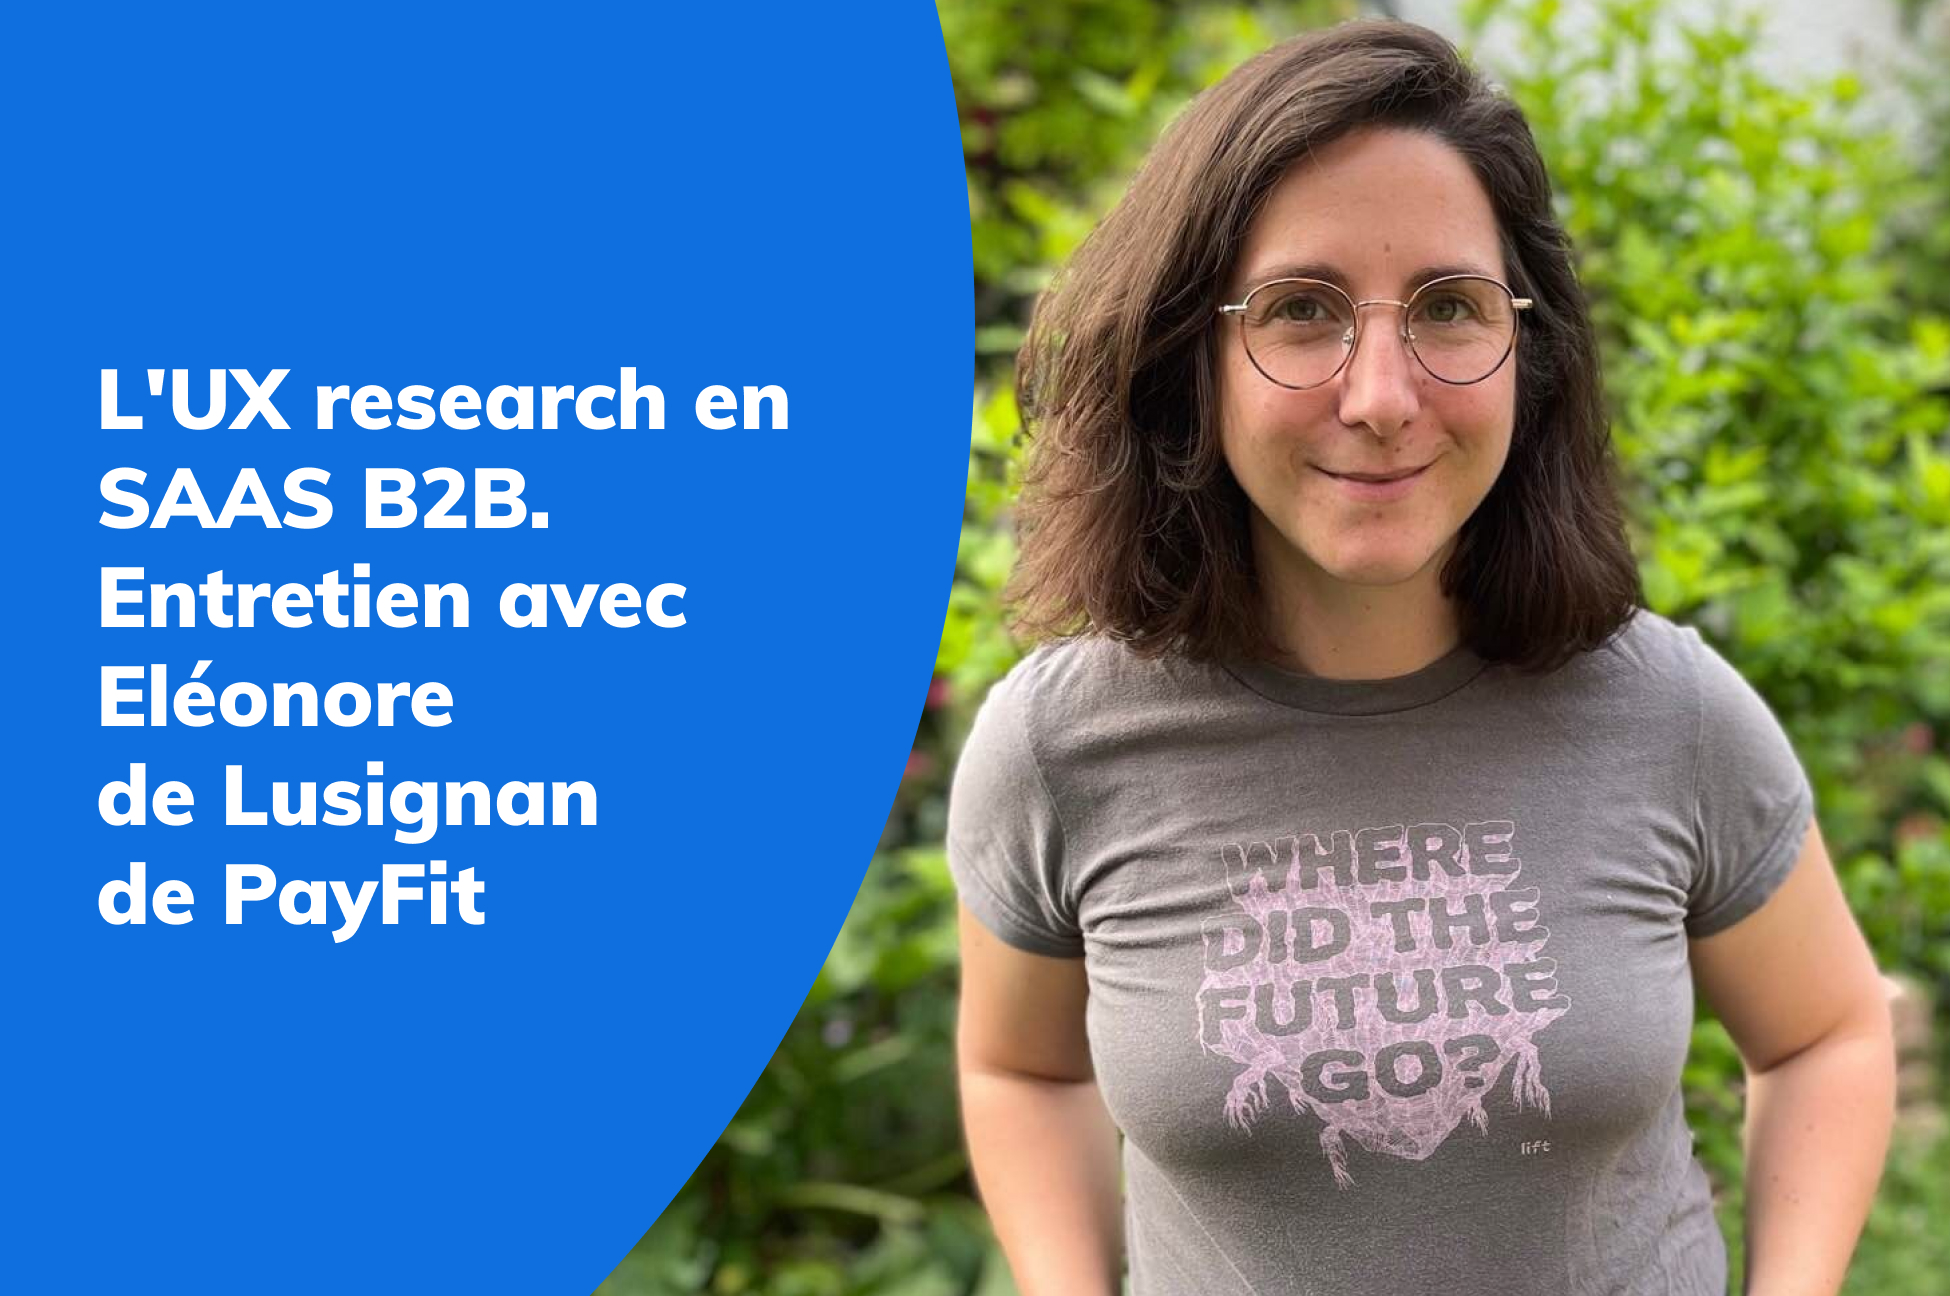 L'UX research en
SAAS B2B.
Entretien avec
Eléonore
de Lusignan
de PayFit
WHERE
DID THE
FUTURE
GO?
lift